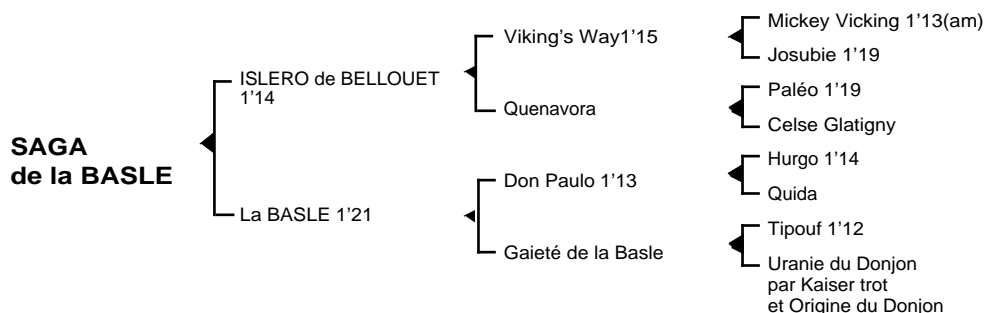 SAGA
de la BASLE
ISLERO de BELLOUET
1’14
La BASLE 1’21
Viking’s Way1’15
Quenavora
Don Paulo 1’13
Gaieté de la Basle
Mickey Vicking 1’13(am)
Josubie 1’19
Paléo 1’19
Celse Glatigny
Hurgo 1’14
Quida
Tipouf 1’12
Uranie du Donjon
par Kaiser trot
et Origine du Donjon